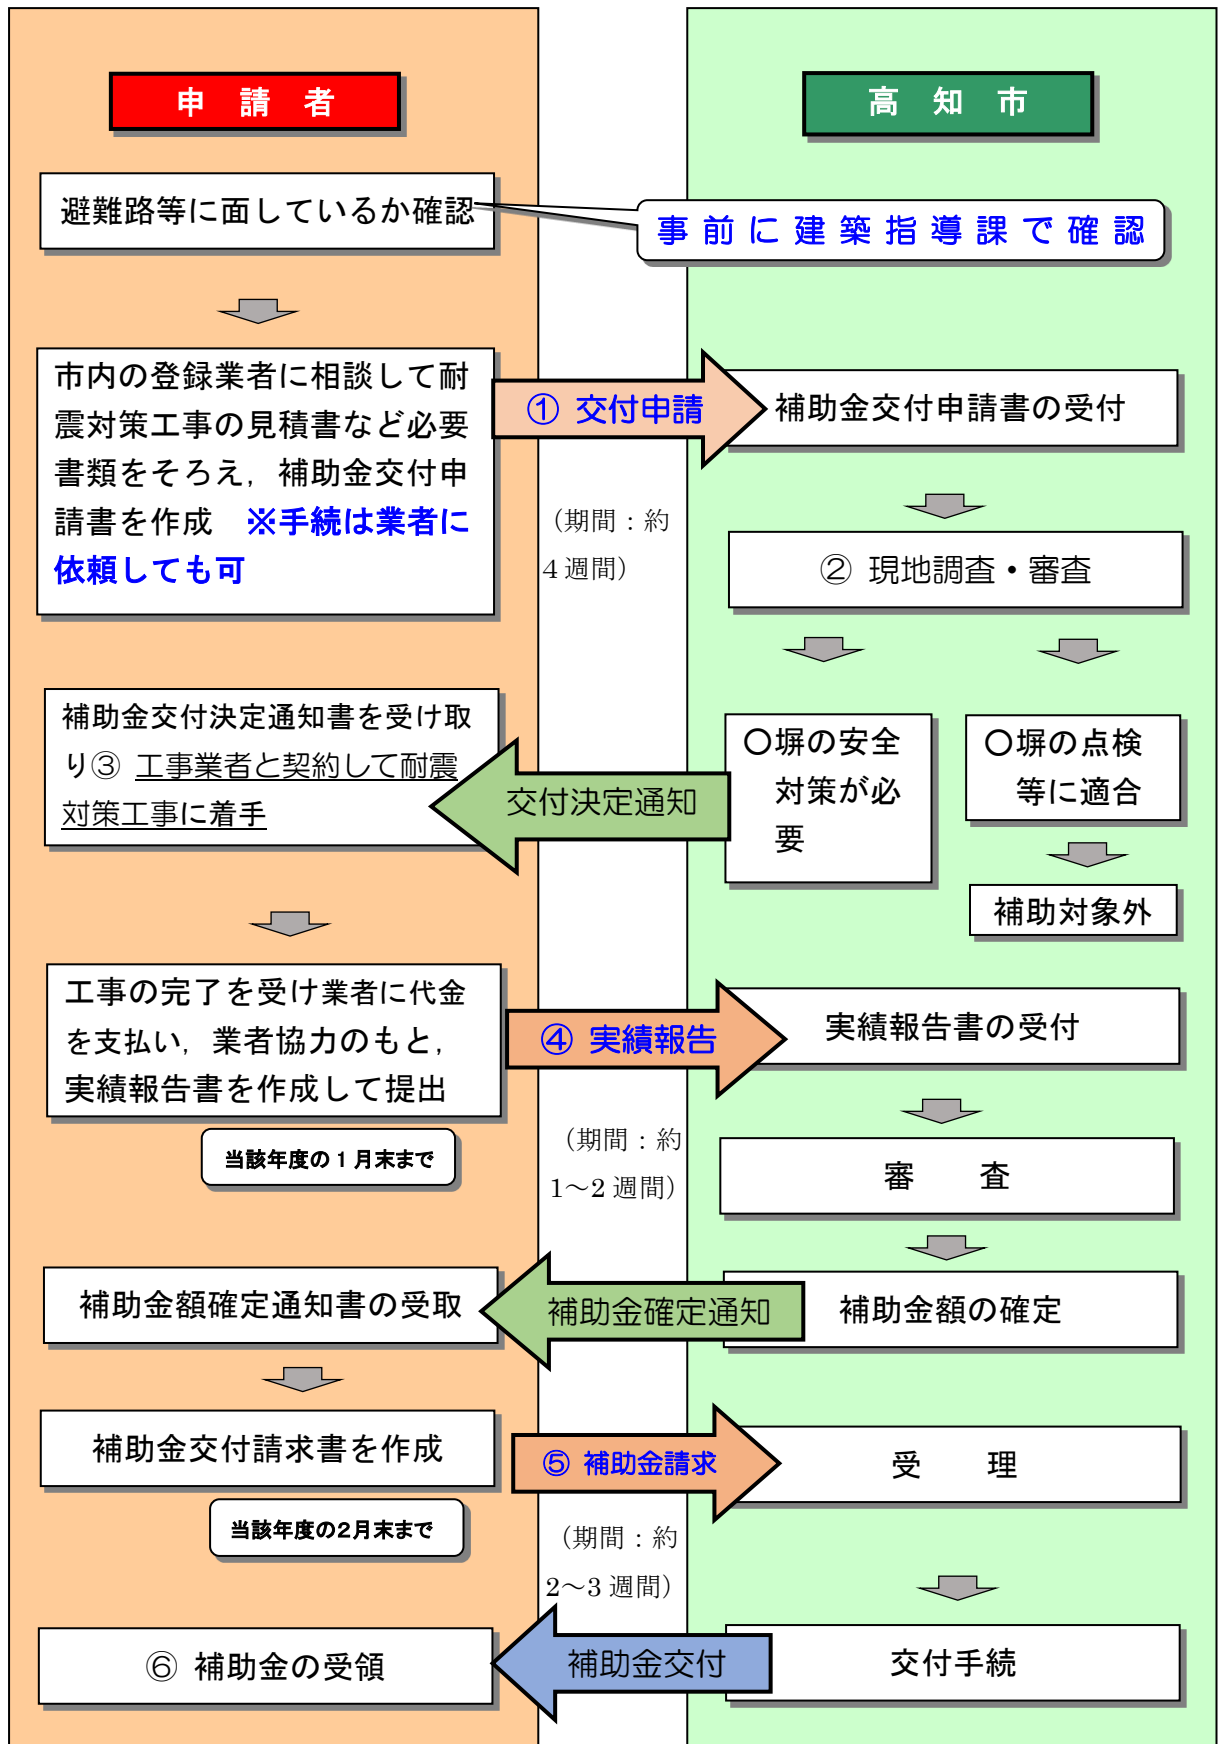 申請者
高知市
避難路等に面しているか確認
事前に建築指導課で確認
市内の登録業者に相談して耐
震対策工事の見積書など必要
書類をそろえ，補助金交付申
請書を作成　※手続は業者に
依頼しても可
① 交付申請
補助金交付申請書の受付
（期間：約
４週間）
② 現地調査・審査
補助金交付決定通知書を受け取
り③ 工事業者と契約して耐震
対策工事に着手
交付決定通知
〇塀の安全
対策が必
要
〇塀の点検
等に適合
補助対象外
工事の完了を受け業者に代金
を支払い，業者協力のもと，
実績報告書を作成して提出
④ 実績報告
実績報告書の受付
当該年度の１月末まで
（期間：約
1～2 週間）
審　査
補助金額確定通知書の受取
補助金確定通知
補助金額の確定
補助金交付請求書を作成
⑤ 補助金請求
受　理
当該年度の2月末まで
（期間：約
2～3 週間）
⑥ 補助金の受領
補助金交付
交付手続